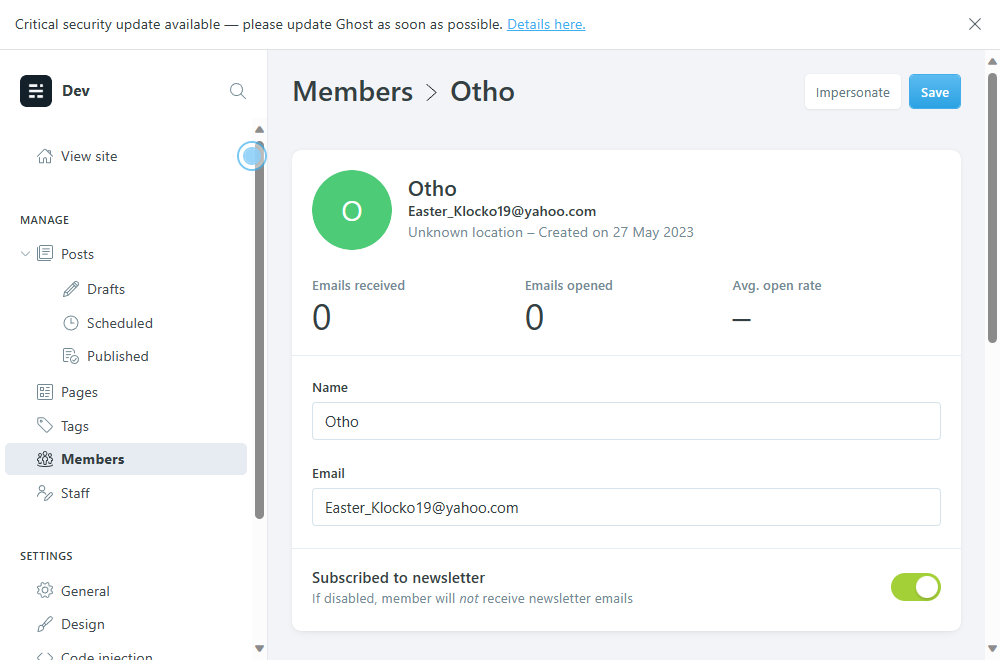 Critical security update available — please update Ghost as soon as possible. Details here.
Dev
View site
MANAGE
Posts
Drafts
Scheduled
Published
Pages
Tags
Members
Staff
SETTINGS
General
Design
Code injection
Members > Otho
Impersonate
Save
O
Otho
Easter_Klocko19@yahoo.com
Unknown location – Created on 27 May 2023
Emails received
0
Emails opened
0
Avg. open rate
–
Name
Otho
Email
Easter_Klocko19@yahoo.com
Subscribed to newsletter
If disabled, member will not receive newsletter emails